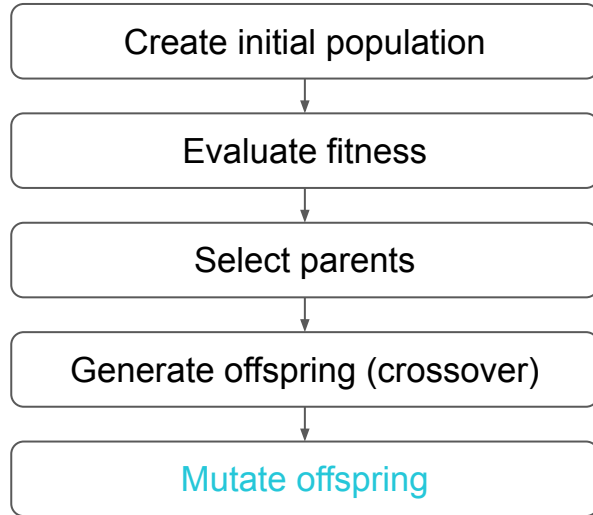 Create initial population
Evaluate fitness
Select parents
Generate offspring (crossover)
Mutate offspring